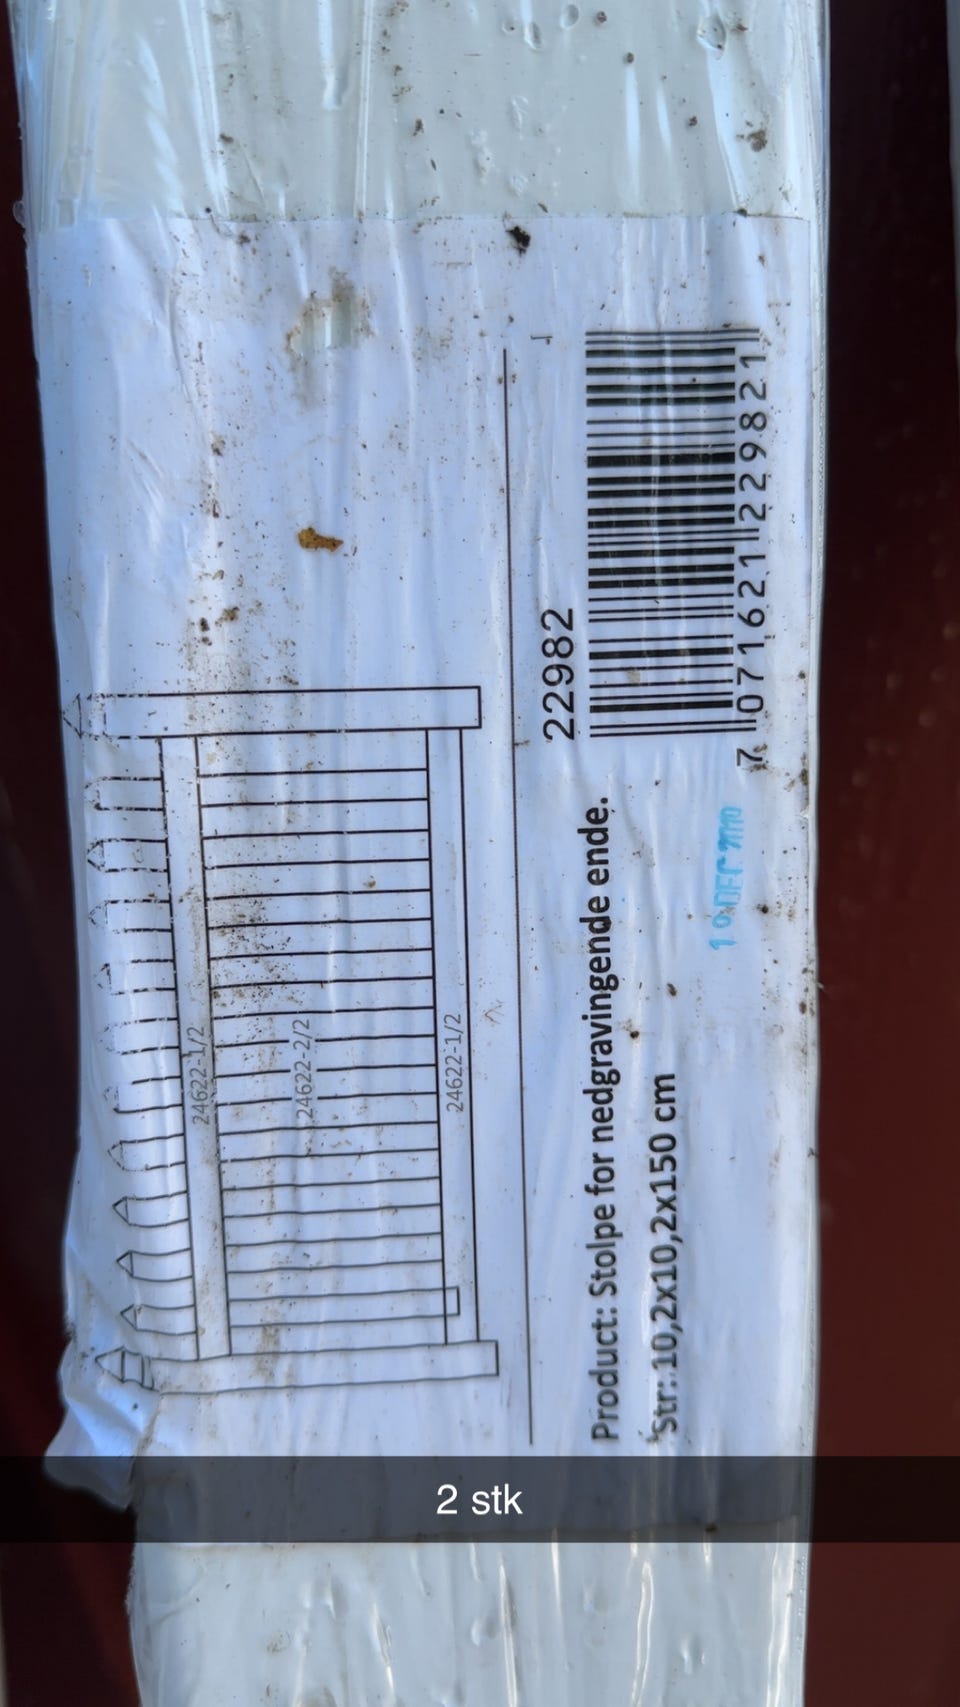 24622-1/2
24622-2/2
24622-1/2
22982
7 071621 229821
Product: Stolpe for nedgravingende ende.
Str: 10,2x10,2x150 cm
DEC
2 stk